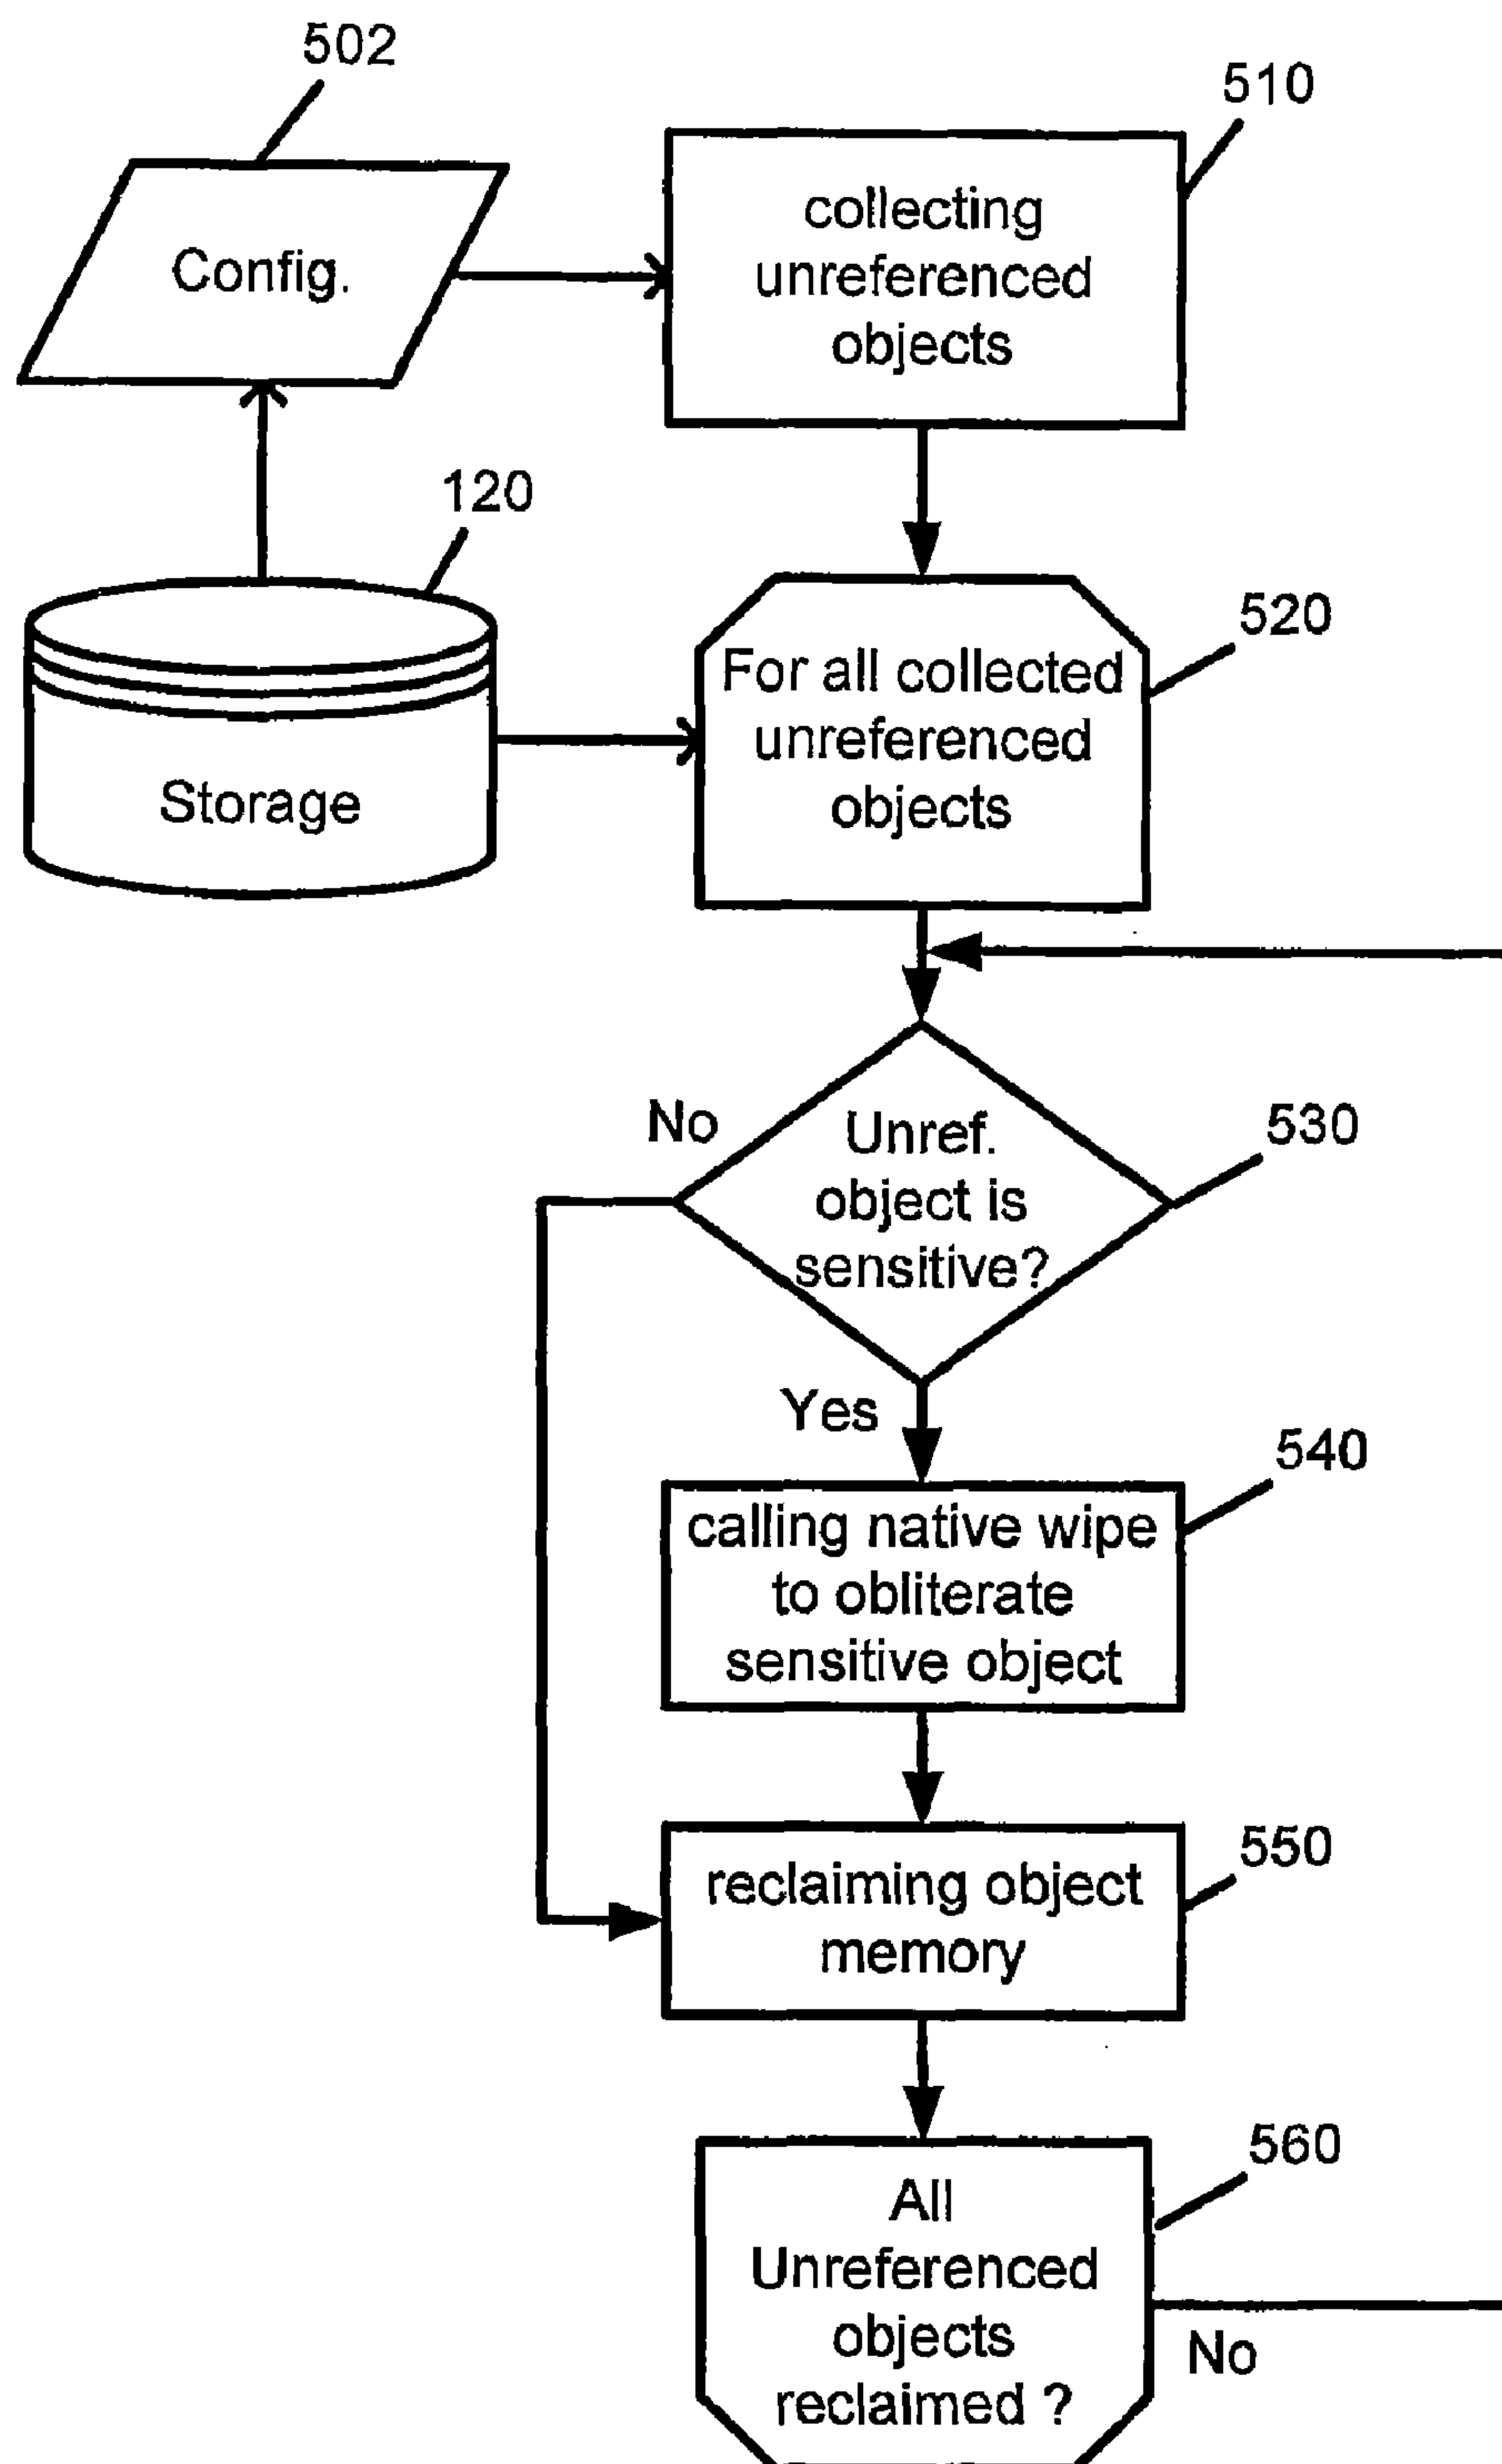 502
510
collecting
unreferenced
objects
Config.
120
520
For all collected
unreferenced
objects
Storage
No
530
Unref.
object is
sensitive?
Yes
540
calling native wipe
to obliterate
sensitive object
550
reclaiming object
memory
560
All
Unreferenced
objects
reclaimed ?
No